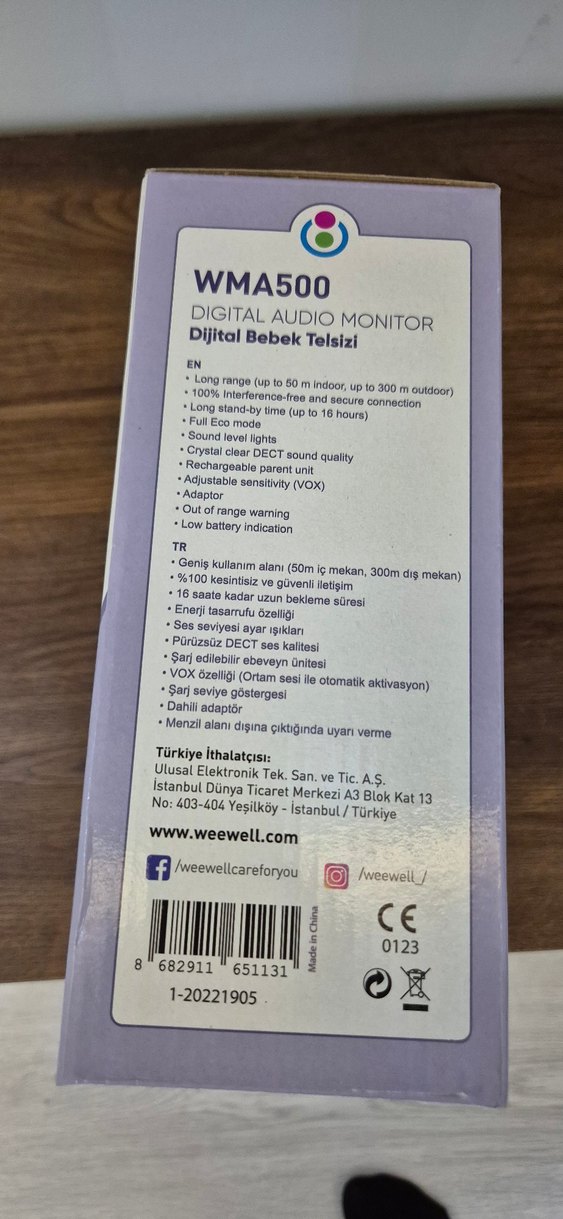 WMA500
DIGITAL AUDIO MONITOR
Dijital Bebek Telsizi
EN
• Long range (up to 50 m indoor, up to 300 m outdoor)
• 100% Interference-free and secure connection
• Long stand-by time (up to 16 hours)
• Full Eco mode
• Sound level lights
• Crystal clear DECT sound quality
• Rechargeable parent unit
• Adjustable sensitivity (VOX)
• Adaptor
• Out of range warning
• Low battery indication
TR
• Geniş kullanım alanı (50m iç mekan, 300m dış mekan)
• %100 kesintisiz ve güvenli iletişim
• 16 saate kadar uzun bekleme süresi
• Enerji tasarrufu özelliği
• Ses seviyesi ayar ışıkları
• Pürüzsüz DECT ses kalitesi
• Şarj edilebilir ebeveyn ünitesi
• VOX özelliği (Ortam sesi ile otomatik aktivasyon)
• Şarj seviye göstergesi
• Dahili adaptör
• Menzil alanı dışına çıktığında uyarı verme
Türkiye İthalatçısı:
Ulusal Elektronik Tek. San. ve Tic. A.Ş.
İstanbul Dünya Ticaret Merkezi A3 Blok Kat 13
No: 403-404 Yeşilköy - İstanbul / Türkiye
www.weewell.com
/weewellcareforyou
/weewell_/
Made in China
CE
0123
8 682911 651131
1-20221905